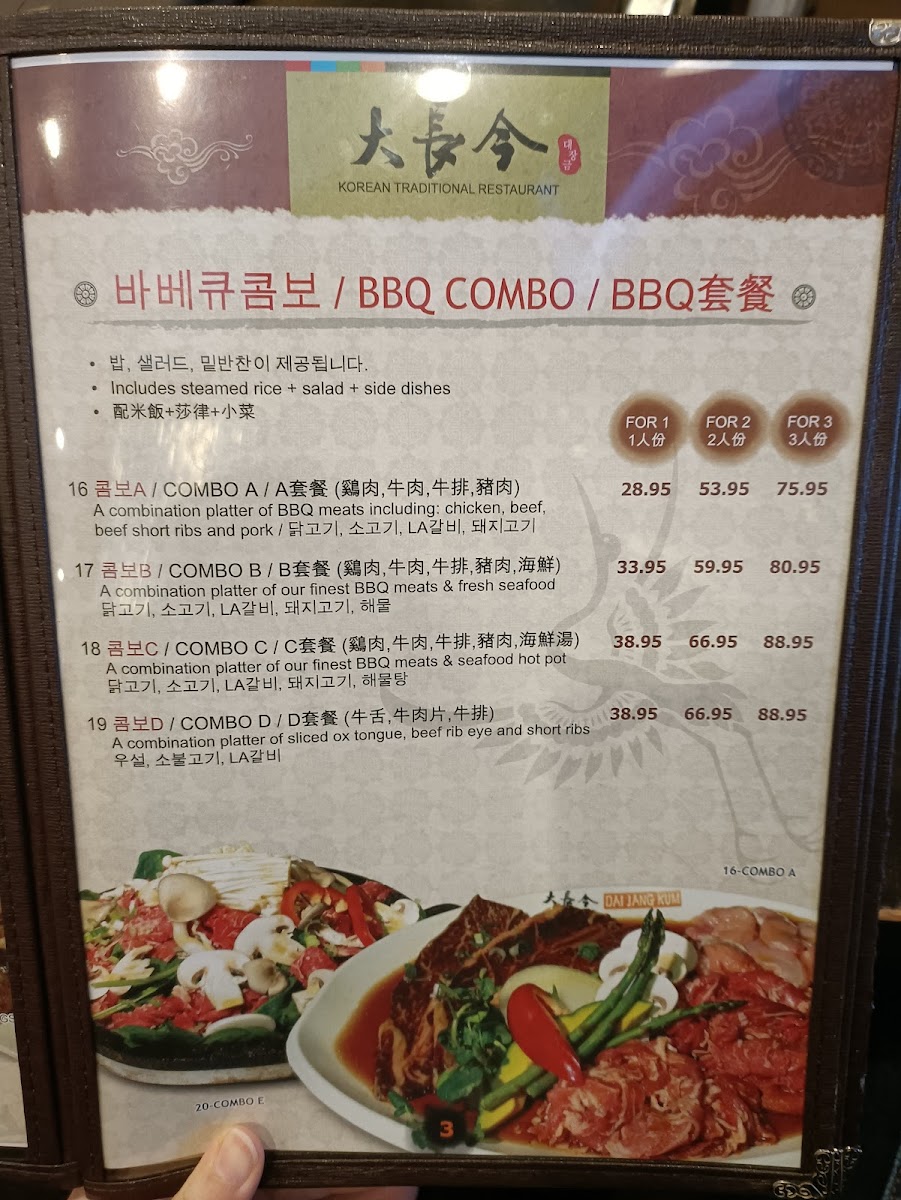 大長今
대장금
KOREAN TRADITIONAL RESTAURANT
바베큐콤보 / BBQ COMBO / BBQ套餐
• 밥, 샐러드, 밑반찬이 제공됩니다.
• Includes steamed rice + salad + side dishes
• 配米飯+莎律+小菜
FOR 1 FOR 2 FOR 3
1人份 2人份 3人份
16 콤보A / COMBO A / A套餐 (鷄肉,牛肉,牛排,豬肉) 28.95 53.95 75.95
A combination platter of BBQ meats including: chicken, beef,
beef short ribs and pork / 닭고기, 소고기, LA갈비, 돼지고기
17 콤보B / COMBO B / B套餐 (鷄肉,牛肉,牛排,豬肉,海鮮) 33.95 59.95 80.95
A combination platter of our finest BBQ meats & fresh seafood
닭고기, 소고기, LA갈비, 돼지고기, 해물
18 콤보C / COMBO C / C套餐 (鷄肉,牛肉,牛排,豬肉,海鮮湯) 38.95 66.95 88.95
A combination platter of our finest BBQ meats & seafood hot pot
닭고기, 소고기, LA갈비, 돼지고기, 해물탕
19 콤보D / COMBO D / D套餐 (牛舌,牛肉片,牛排) 38.95 66.95 88.95
A combination platter of sliced ox tongue, beef rib eye and short ribs
우설, 소불고기, LA갈비
16-COMBO A
大長今 DAI JANG KUM
20-COMBO E
3